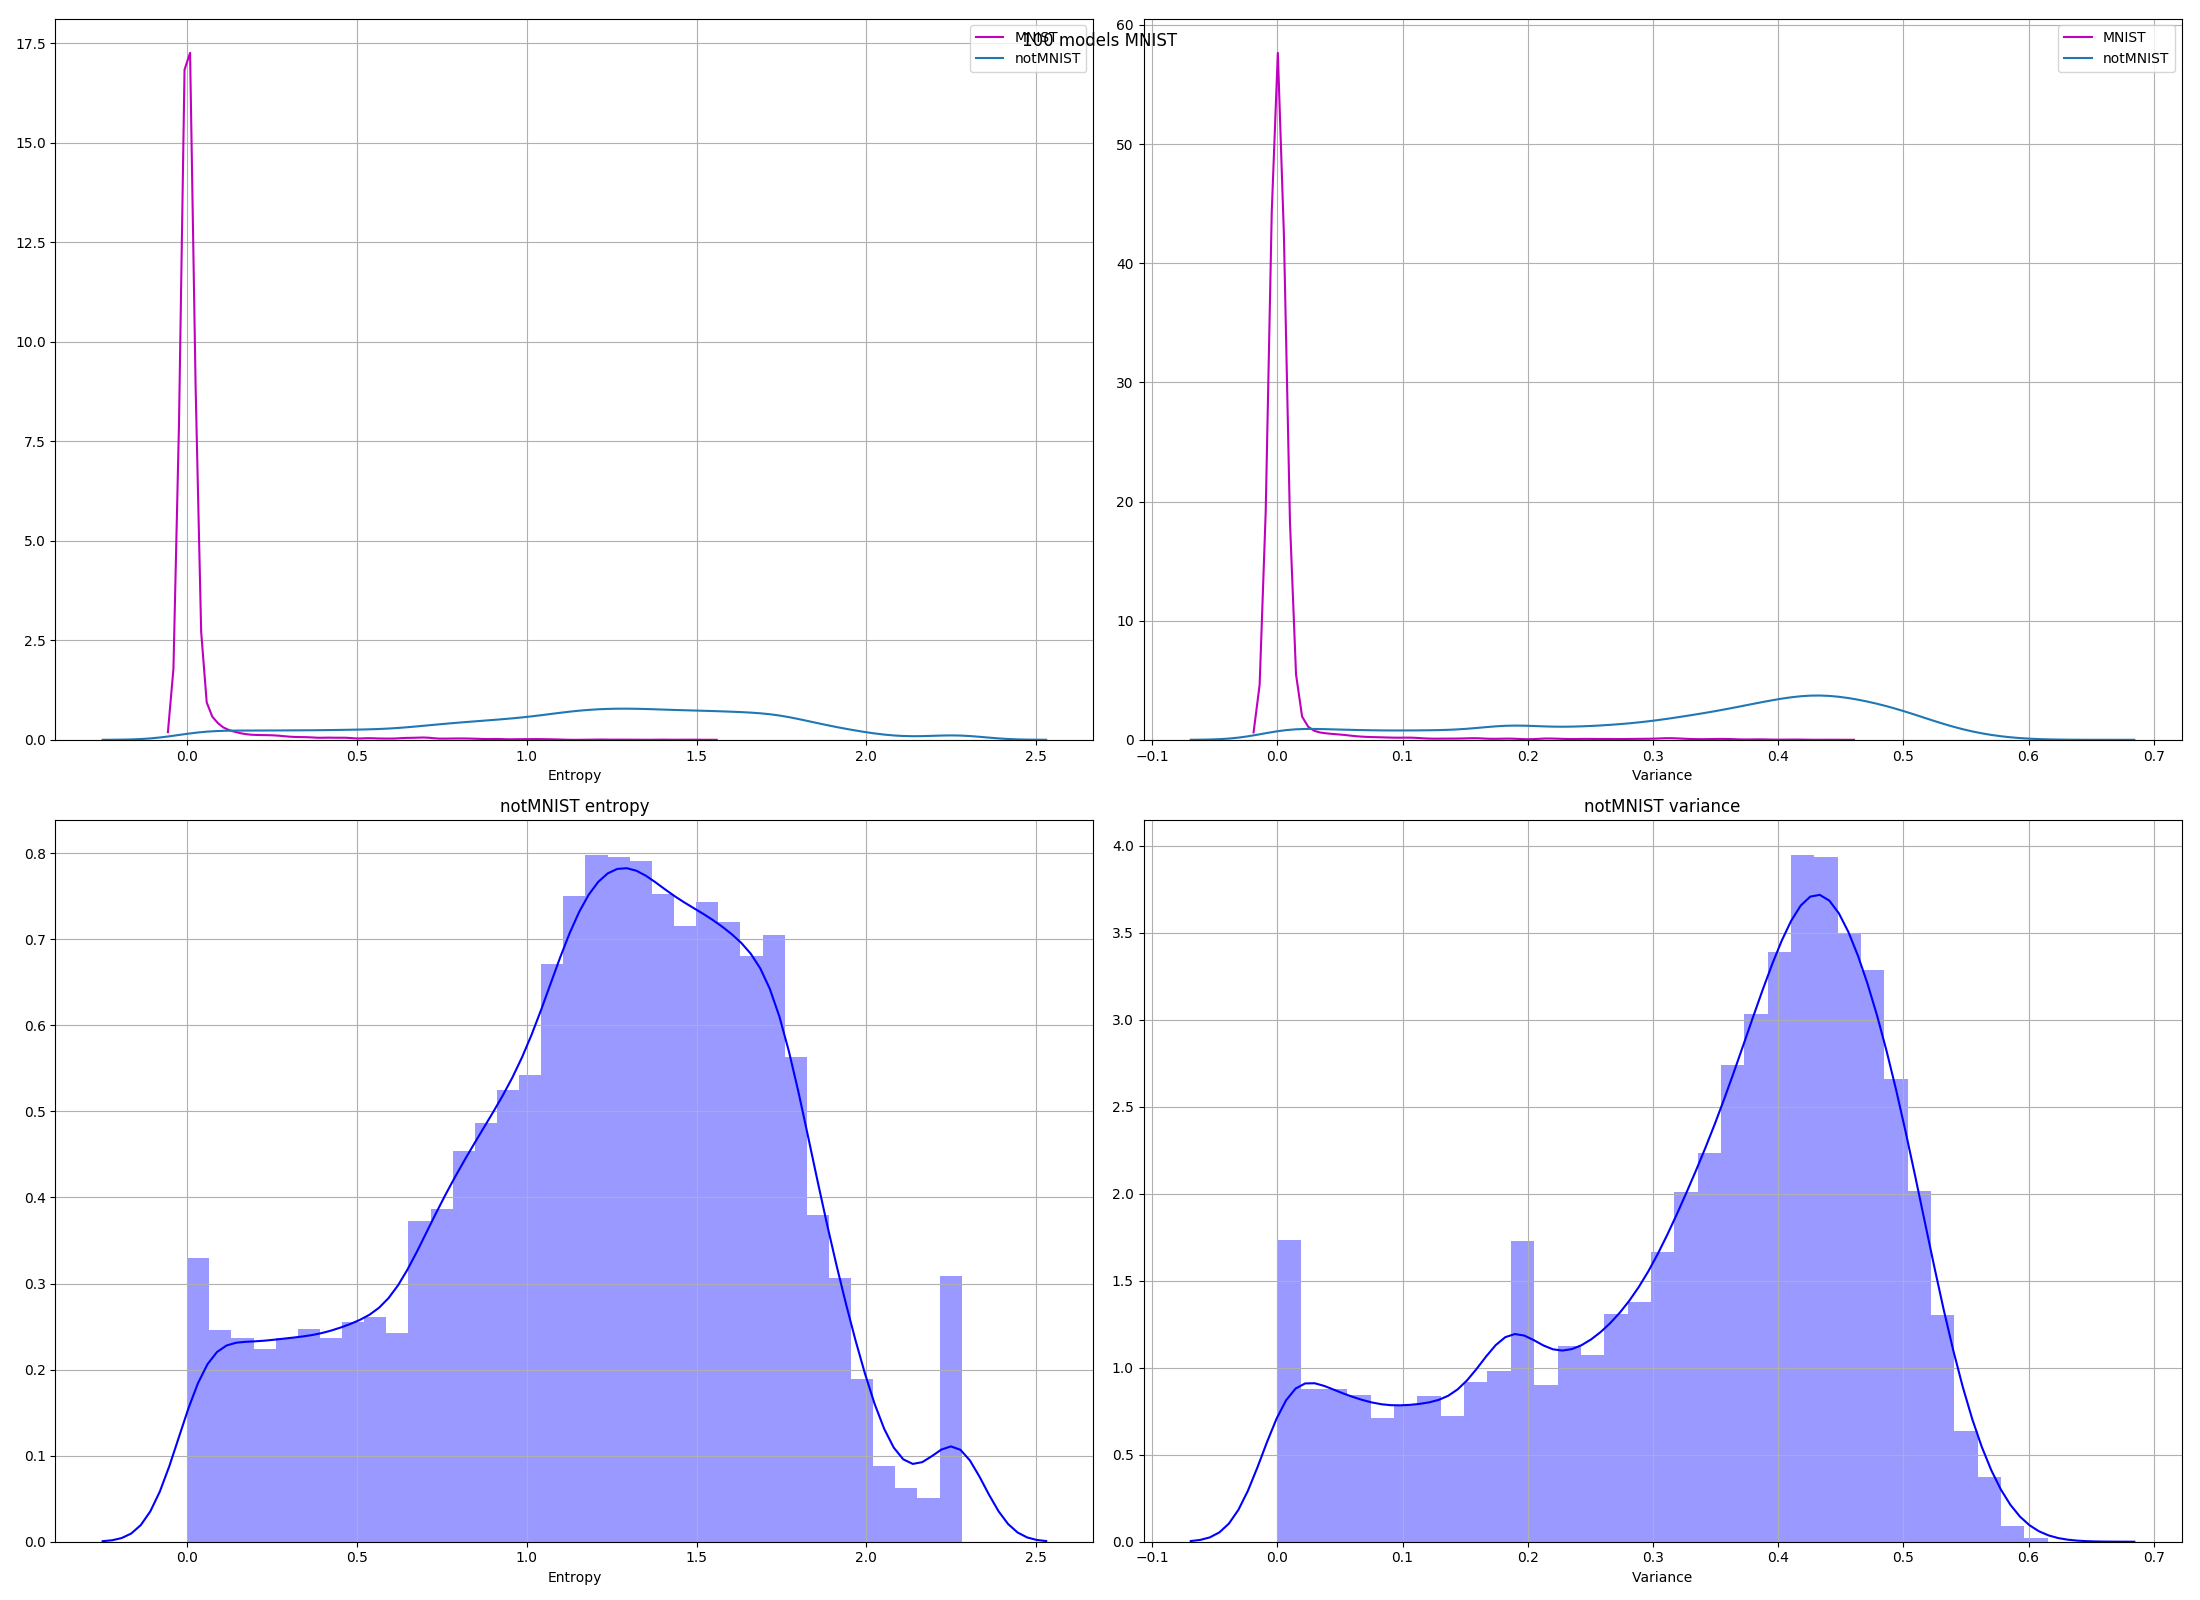 100 models MNIST
17.5
15.0
12.5
10.0
7.5
5.0
2.5
0.0
0.0 0.5 1.0 1.5 2.0 2.5
Entropy
MNIST
notMNIST
60
50
40
30
20
10
0
−0.1 0.0 0.1 0.2 0.3 0.4 0.5 0.6 0.7
Variance
MNIST
notMNIST
notMNIST entropy
0.8
0.7
0.6
0.5
0.4
0.3
0.2
0.1
0.0
0.0 0.5 1.0 1.5 2.0 2.5
Entropy
notMNIST variance
4.0
3.5
3.0
2.5
2.0
1.5
1.0
0.5
0.0
−0.1 0.0 0.1 0.2 0.3 0.4 0.5 0.6 0.7
Variance